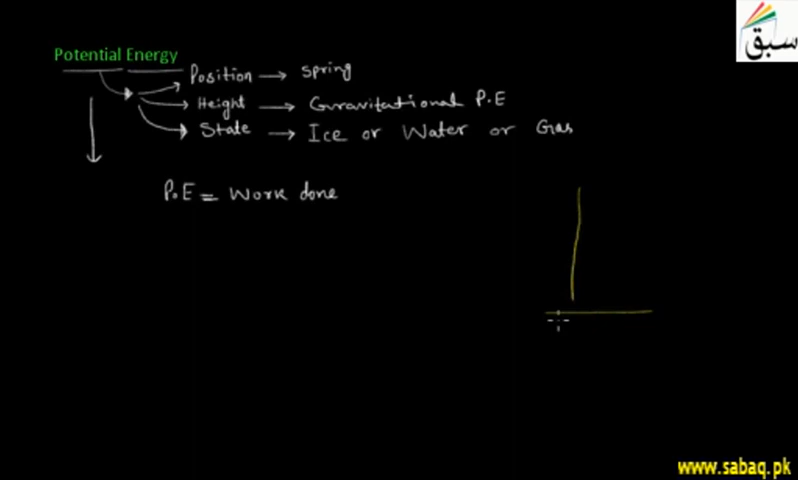 سبق
Potential Energy
Position → Spring
Height → Gravitational P.E
State → Ice or Water or Gas
P.E = Work done
www.sabaq.pk